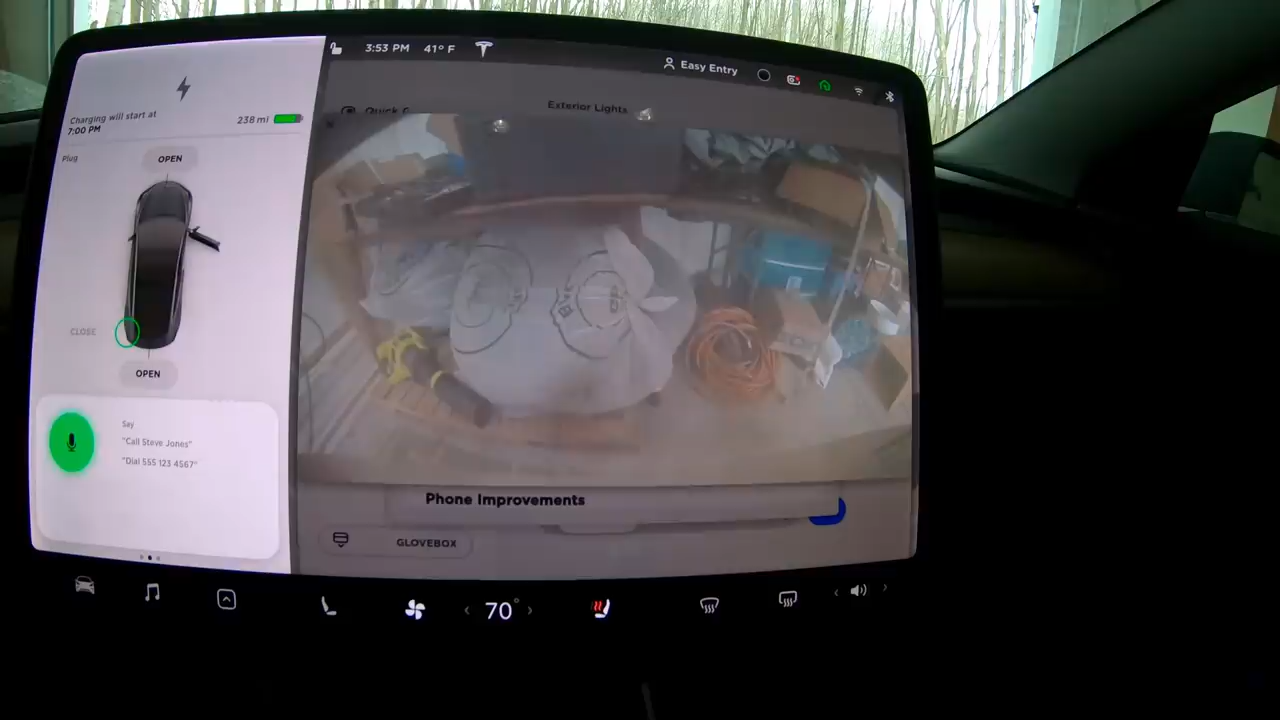 3:53 PM 41° F
Easy Entry
Charging will start at
7:00 PM
238 mi
Exterior Lights
Plug
OPEN
CLOSE
OPEN
Say
"Call Steve Jones"
"Dial 555 123 4567"
Phone Improvements
GLOVEBOX
70°